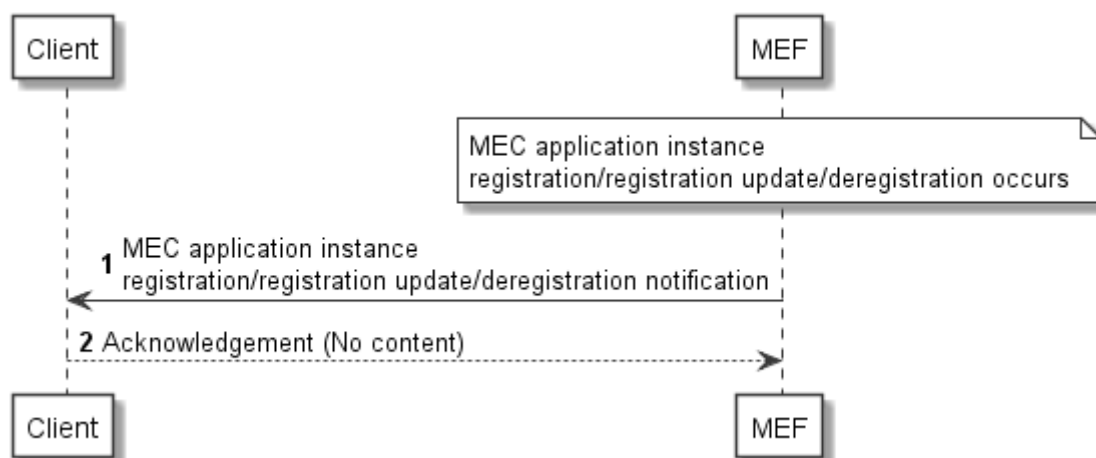 Client
MEF
MEC application instance
registration/registration update/deregistration occurs
1 MEC application instance
registration/registration update/deregistration notification
2 Acknowledgement (No content)
Client
MEF